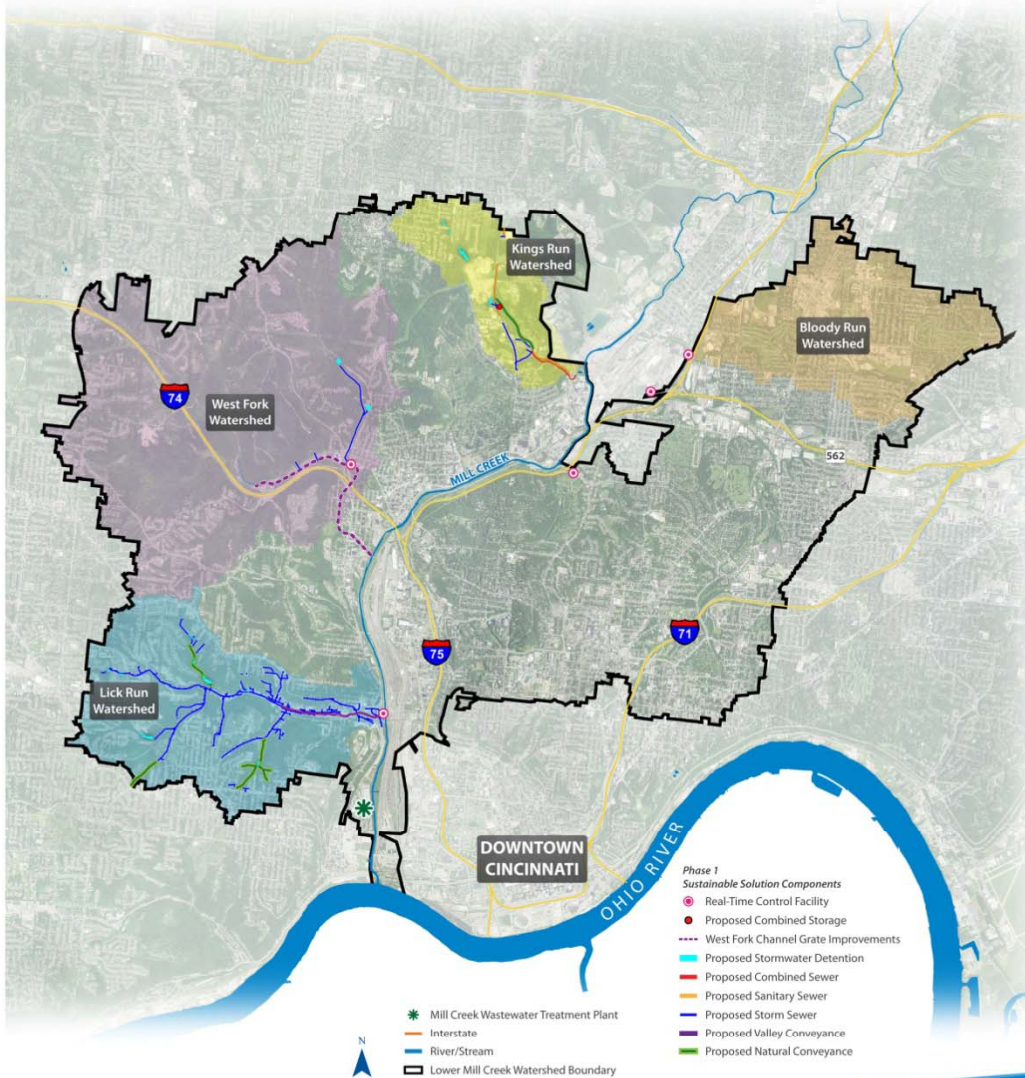 Kings Run
Watershed
Bloody Run
Watershed
74
West Fork
Watershed
562
MILL CREEK
75
71
Lick Run
Watershed
DOWNTOWN
CINCINNATI
OHIO RIVER
Phase 1
Sustainable Solution Components
Real-Time Control Facility
Proposed Combined Storage
West Fork Channel Grate Improvements
Proposed Stormwater Detention
Proposed Combined Sewer
Proposed Sanitary Sewer
Proposed Storm Sewer
Proposed Valley Conveyance
Proposed Natural Conveyance
N
Mill Creek Wastewater Treatment Plant
Interstate
River/Stream
Lower Mill Creek Watershed Boundary